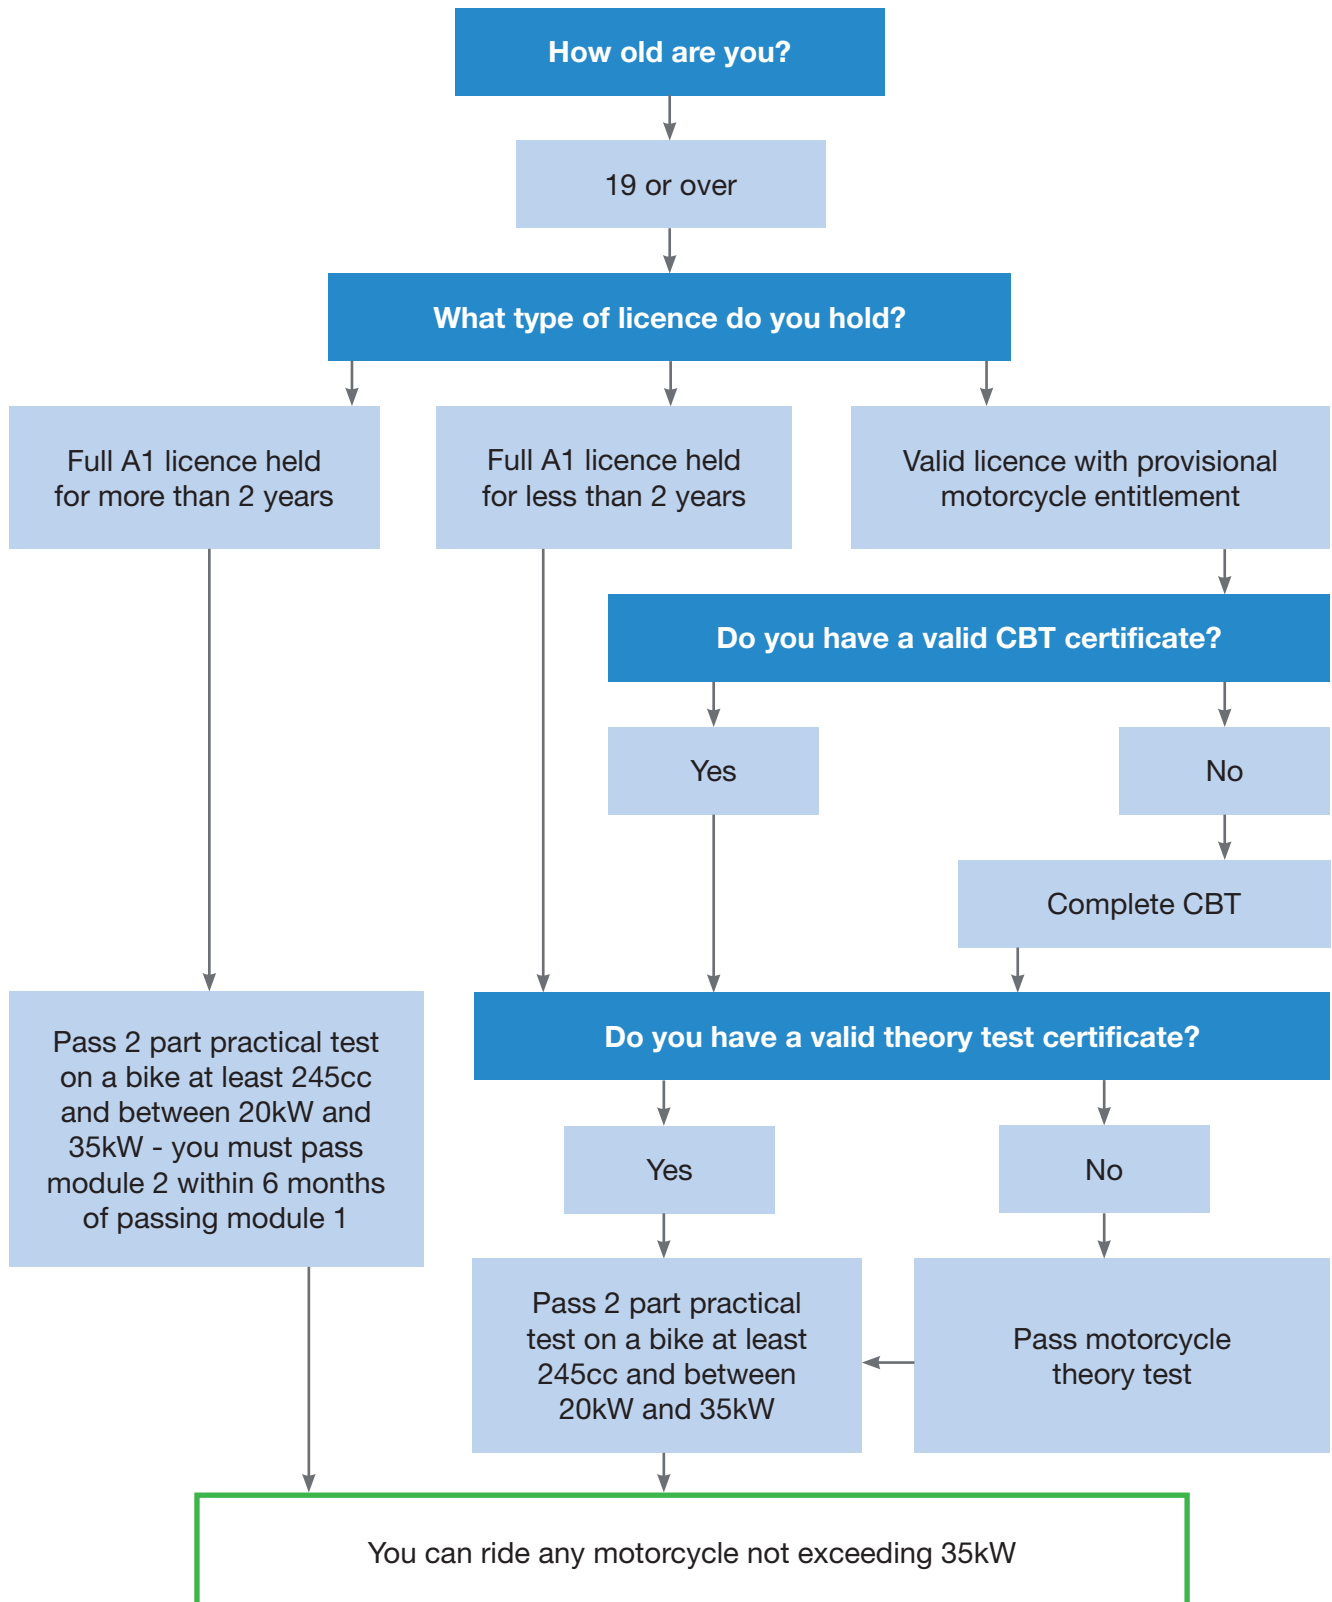 How old are you?
19 or over
What type of licence do you hold?
Full A1 licence held
for more than 2 years
Full A1 licence held
for less than 2 years
Valid licence with provisional
motorcycle entitlement
Do you have a valid CBT certificate?
Yes
No
Complete CBT
Pass 2 part practical test
on a bike at least 245cc
and between 20kW and
35kW - you must pass
module 2 within 6 months
of passing module 1
Do you have a valid theory test certificate?
Yes
No
Pass 2 part practical
test on a bike at least
245cc and between
20kW and 35kW
Pass motorcycle
theory test
You can ride any motorcycle not exceeding 35kW